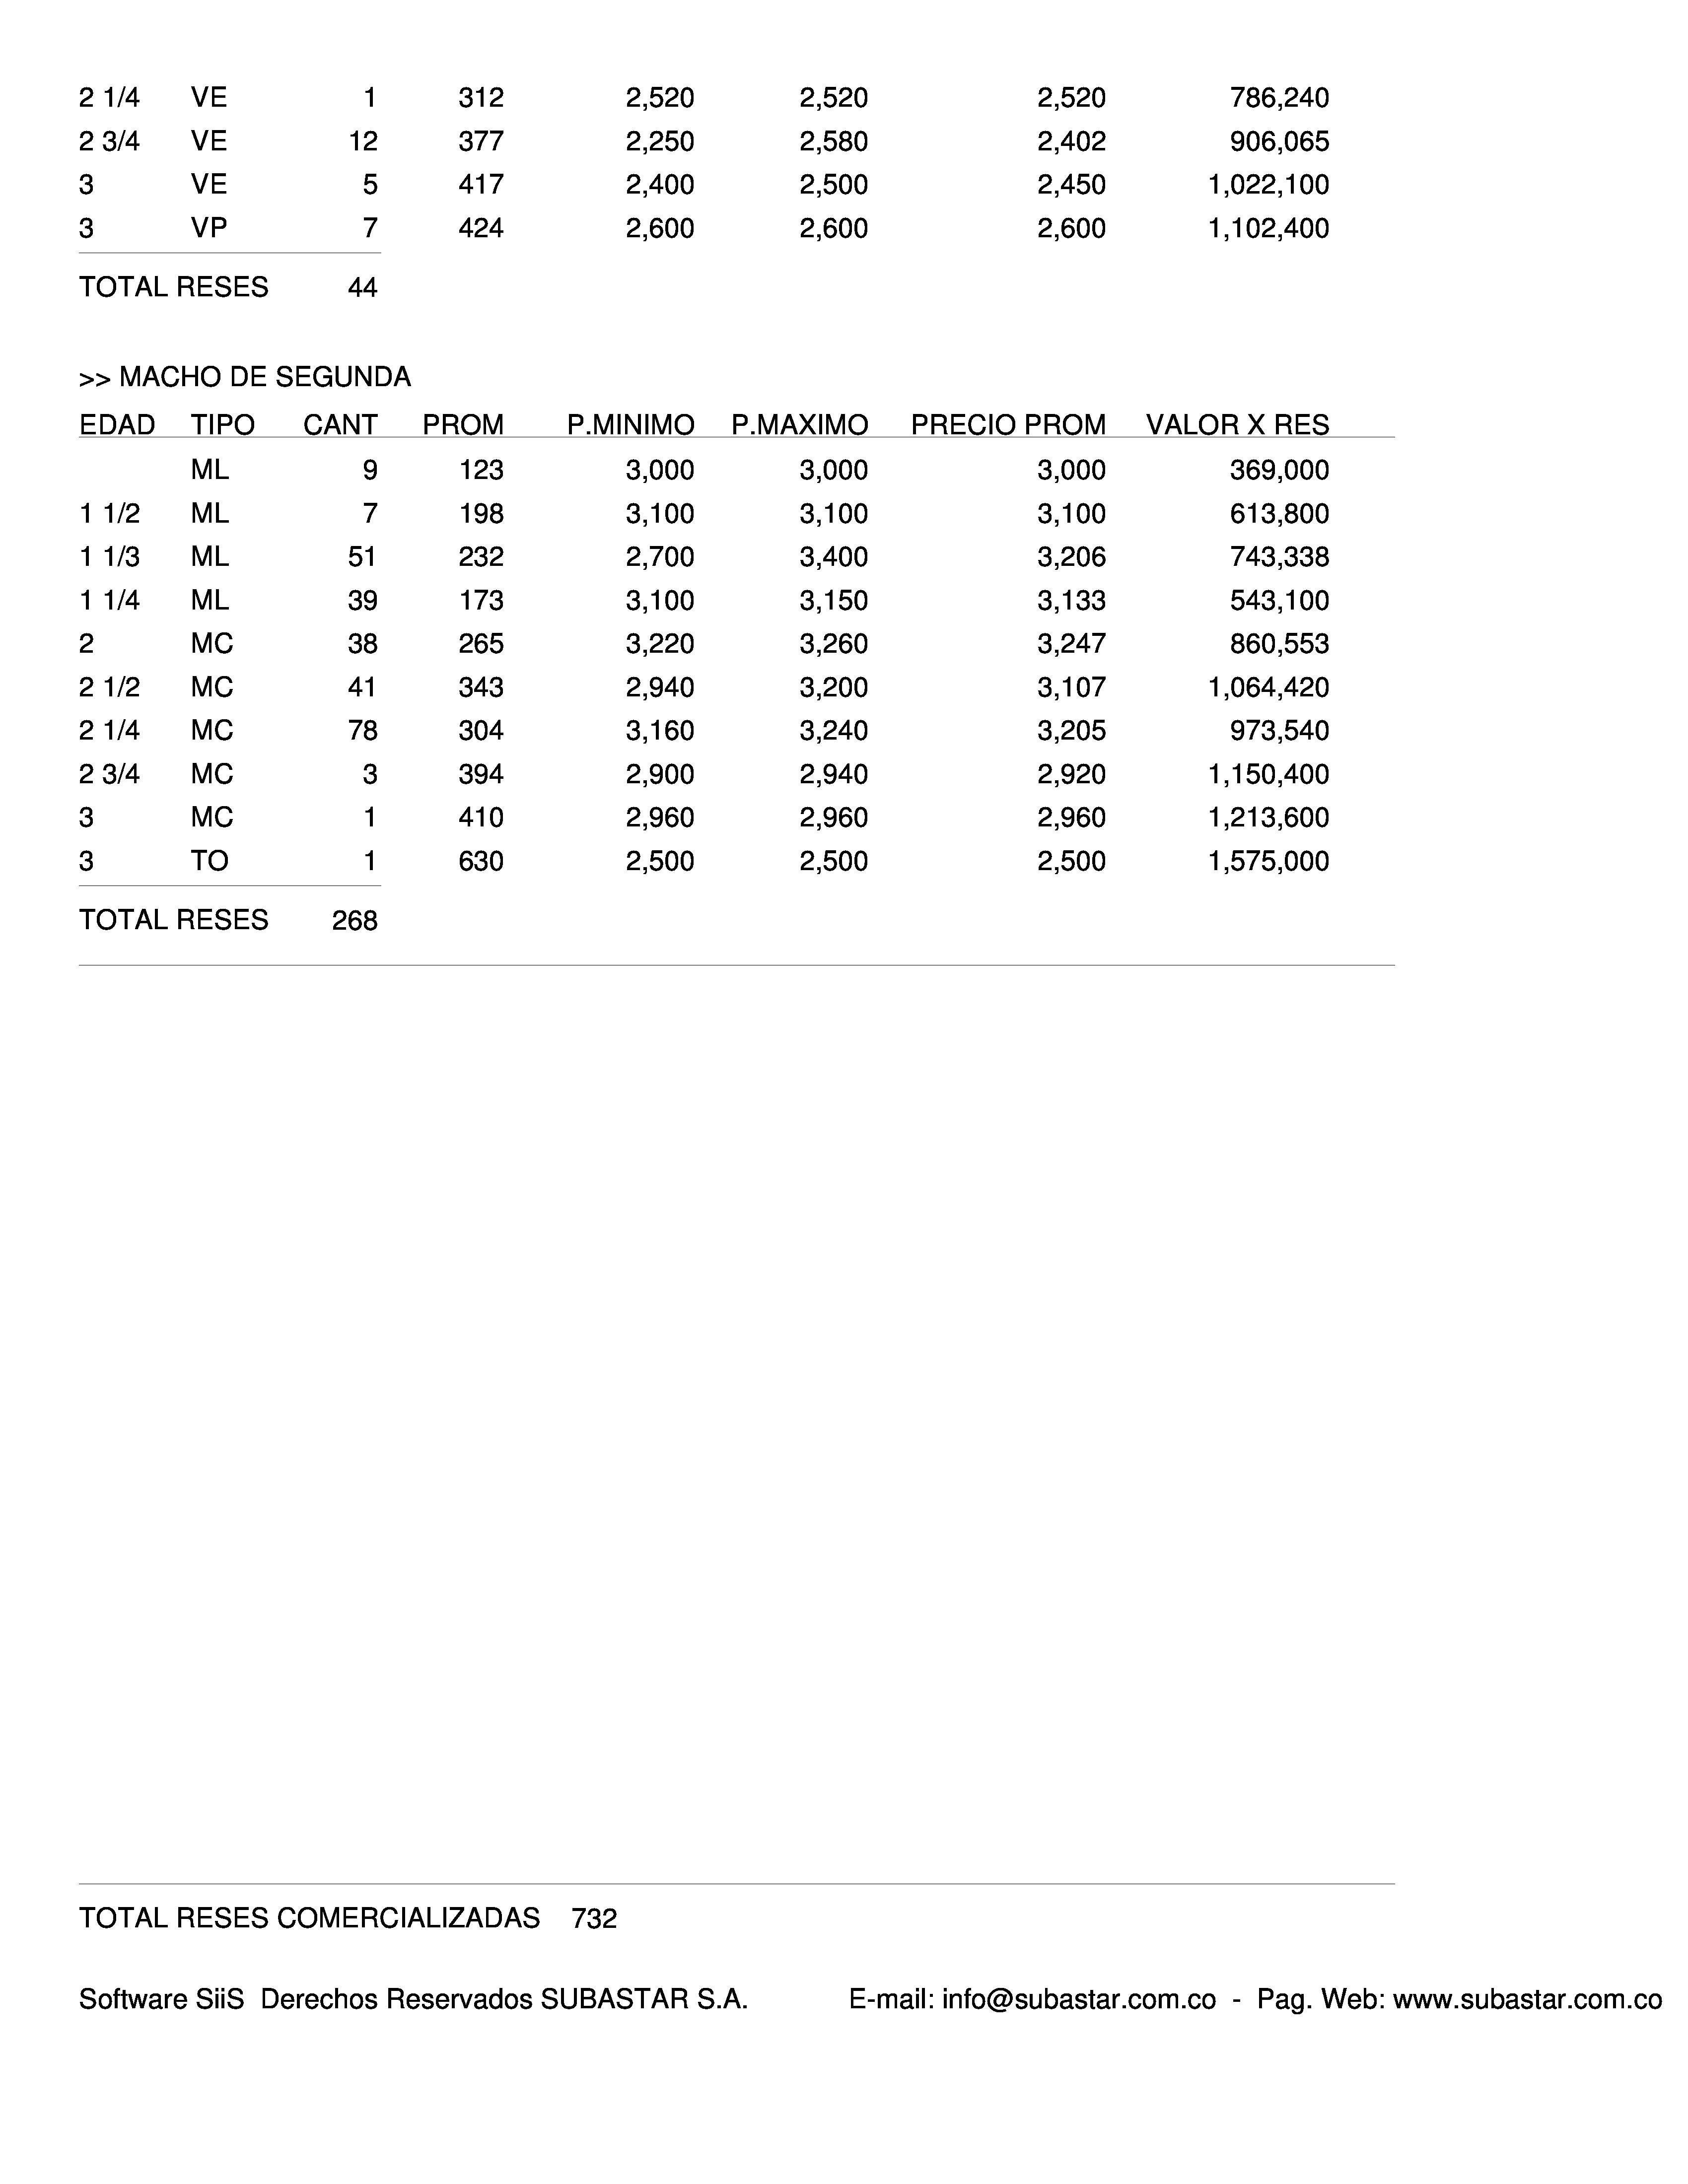 2 1/4 VE 1 312 2,520 2,520 2,520 786,240
2 3/4 VE 12 377 2,250 2,580 2,402 906,065
3 VE 5 417 2,400 2,500 2,450 1,022,100
3 VP 7 424 2,600 2,600 2,600 1,102,400
TOTAL RESES 44
>> MACHO DE SEGUNDA
EDAD TIPO CANT PROM P.MINIMO P.MAXIMO PRECIO PROM VALOR X RES
ML 9 123 3,000 3,000 3,000 369,000
1 1/2 ML 7 198 3,100 3,100 3,100 613,800
1 1/3 ML 51 232 2,700 3,400 3,206 743,338
1 1/4 ML 39 173 3,100 3,150 3,133 543,100
2 MC 38 265 3,220 3,260 3,247 860,553
2 1/2 MC 41 343 2,940 3,200 3,107 1,064,420
2 1/4 MC 78 304 3,160 3,240 3,205 973,540
2 3/4 MC 3 394 2,900 2,940 2,920 1,150,400
3 MC 1 410 2,960 2,960 2,960 1,213,600
3 TO 1 630 2,500 2,500 2,500 1,575,000
TOTAL RESES 268
TOTAL RESES COMERCIALIZADAS 732
Software SiiS Derechos Reservados SUBASTAR S.A. E-mail: info@subastar.com.co - Pag. Web: www.subastar.com.co